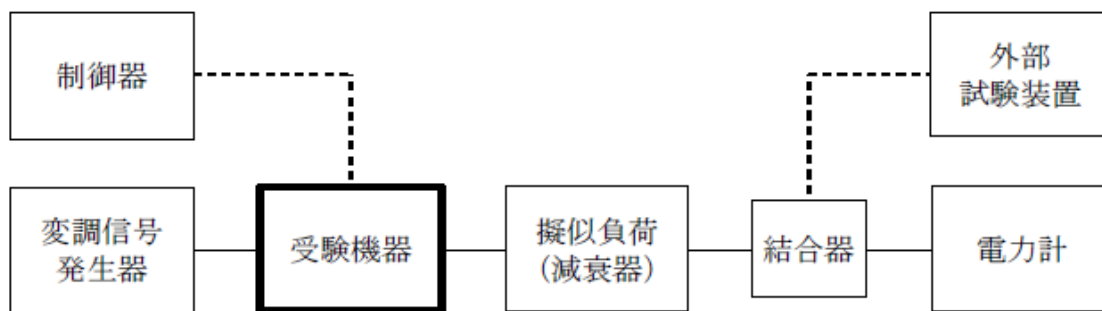 制御器
外部
試験装置
変調信号
発生器
受験機器
擬似負荷
(減衰器)
結合器
電力計